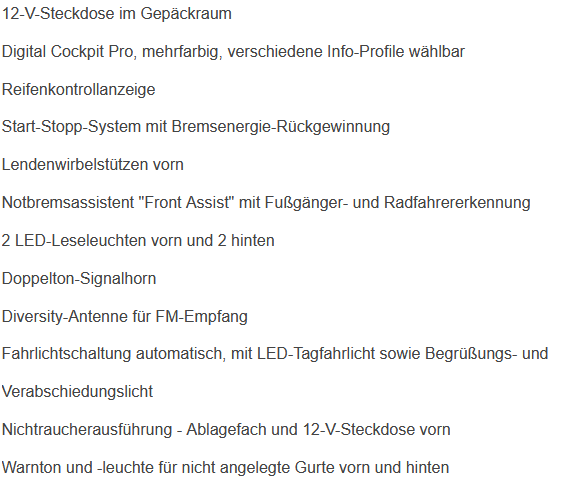 12-V-Steckdose im Gepäckraum
Digital Cockpit Pro, mehrfarbig, verschiedene Info-Profile wählbar
Reifenkontrollanzeige
Start-Stopp-System mit Bremsenergie-Rückgewinnung
Lendenwirbelstützen vorn
Notbremsassistent "Front Assist" mit Fußgänger- und Radfahrererkennung
2 LED-Leseleuchten vorn und 2 hinten
Doppelton-Signalhorn
Diversity-Antenne für FM-Empfang
Fahrlichtschaltung automatisch, mit LED-Tagfahrlicht sowie Begrüßungs- und
Verabschiedungslicht
Nichtraucherausführung - Ablagefach und 12-V-Steckdose vorn
Warnton und -leuchte für nicht angelegte Gurte vorn und hinten